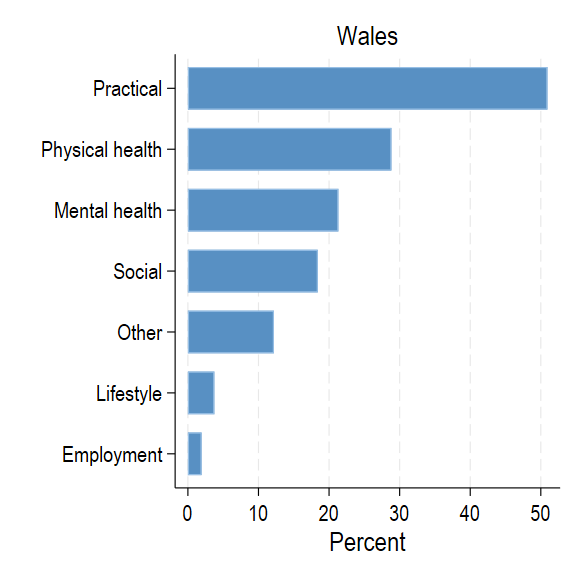 Wales
Practical
Physical health
Mental health
Social
Other
Lifestyle
Employment
0 10 20 30 40 50
Percent